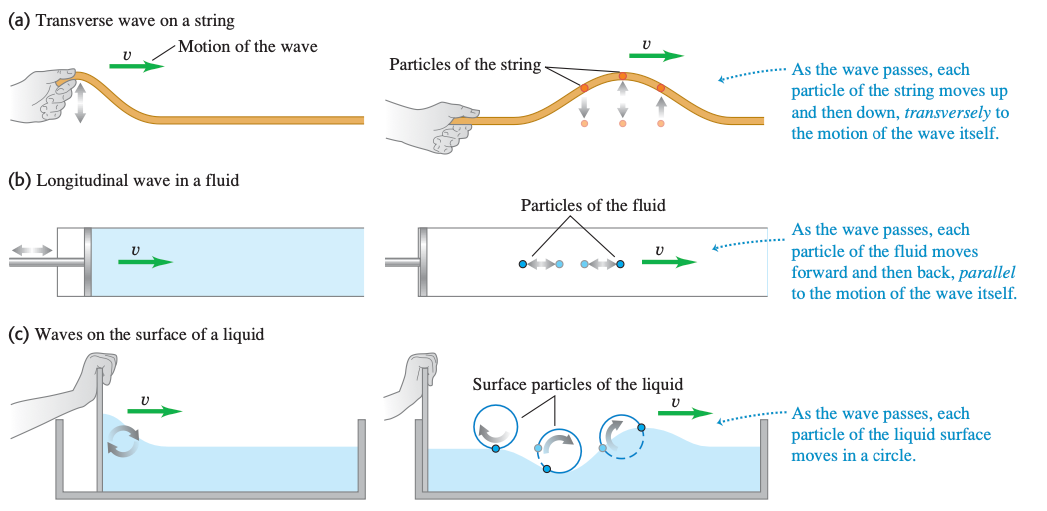 (a) Transverse wave on a string
v
Motion of the wave
Particles of the string
v
As the wave passes, each
particle of the string moves up
and then down, transversely to
the motion of the wave itself.
(b) Longitudinal wave in a fluid
v
Particles of the fluid
v
As the wave passes, each
particle of the fluid moves
forward and then back, parallel
to the motion of the wave itself.
(c) Waves on the surface of a liquid
v
Surface particles of the liquid
v
As the wave passes, each
particle of the liquid surface
moves in a circle.